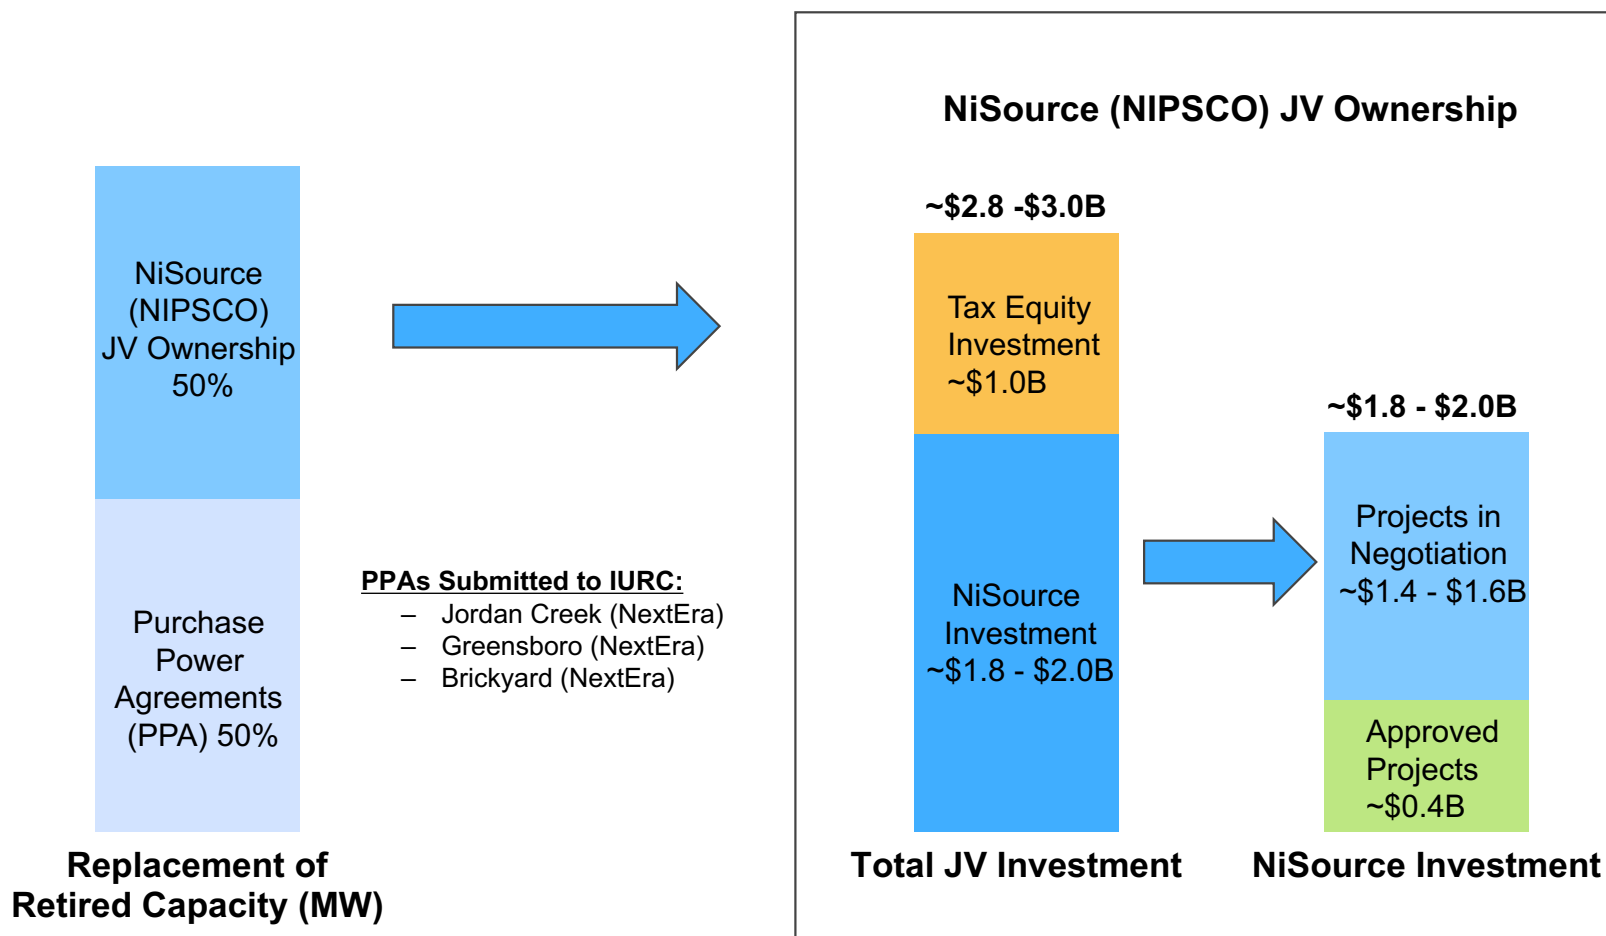 NiSource (NIPSCO) JV Ownership
NiSource
(NIPSCO)
JV Ownership
50%
Purchase
Power
Agreements
(PPA) 50%
Replacement of
Retired Capacity (MW)
PPAs Submitted to IURC:
– Jordan Creek (NextEra)
– Greensboro (NextEra)
– Brickyard (NextEra)
~$2.8 -$3.0B
Tax Equity
Investment
~$1.0B
NiSource
Investment
~$1.8 - $2.0B
Total JV Investment
~$1.8 - $2.0B
Projects in
Negotiation
~$1.4 - $1.6B
Approved
Projects
~$0.4B
NiSource Investment